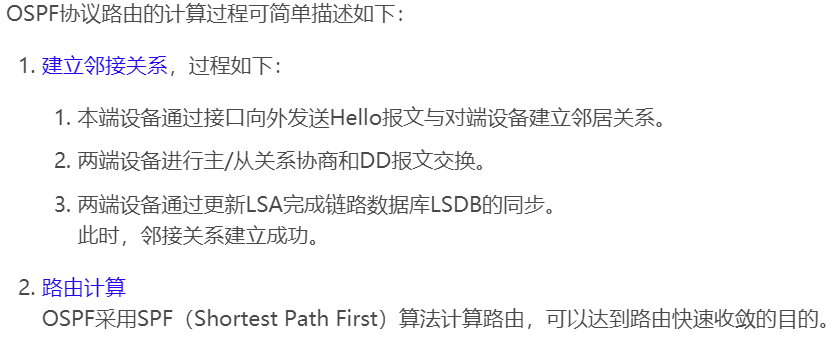 OSPF协议路由的计算过程可简单描述如下：
1. 建立邻接关系，过程如下：
1. 本端设备通过接口向外发送Hello报文与对端设备建立邻居关系。
2. 两端设备进行主/从关系协商和DD报文交换。
3. 两端设备通过更新LSA完成链路数据库LSDB的同步。
此时，邻接关系建立成功。
2. 路由计算
OSPF采用SPF（Shortest Path First）算法计算路由，可以达到路由快速收敛的目的。